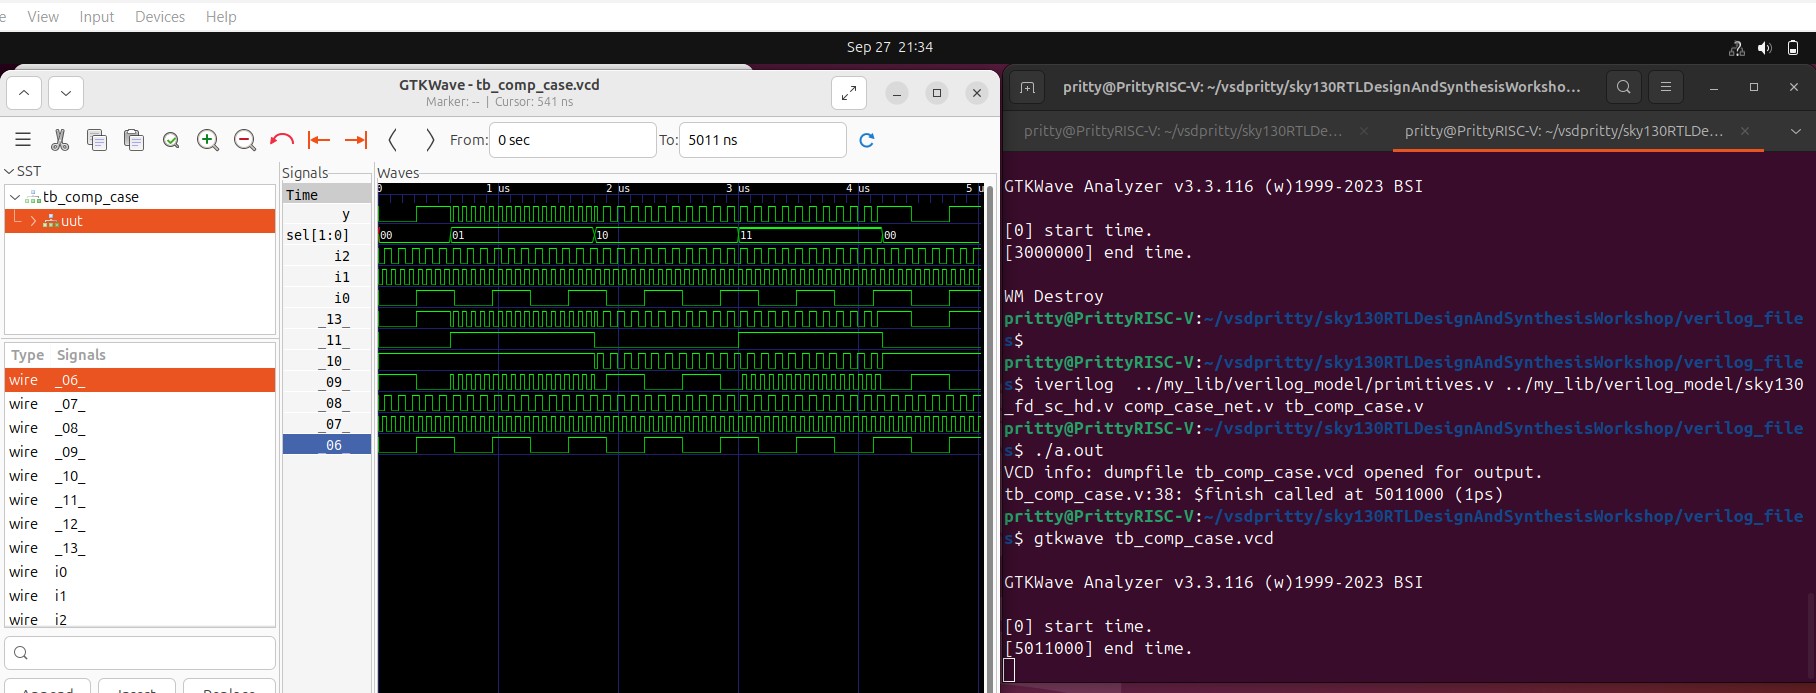 View Input Devices Help
Sep 27 21:34
GTKWave - tb_comp_case.vcd
Marker: -- | Cursor: 541 ns
From: 0 sec To: 5011 ns
SST
tb_comp_case
uut
Type Signals
wire _06_
wire _07_
wire _08_
wire _09_
wire _10_
wire _11_
wire _12_
wire _13_
wire i0
wire i1
wire i2
Append Insert Replace
Signals
Time
y
sel[1:0]
i2
i1
i0
_13_
_11_
_10_
_09_
_08_
_07_
_06_
Waves
0 1 us 2 us 3 us 4 us 5 u
00 01 10 11 00
pritty@PrittyRISC-V: ~/vsdpritty/sky130RTLDesignAndSynthesisWorksho...
pritty@PrittyRISC-V: ~/vsdpritty/sky130RTLDe... × pritty@PrittyRISC-V: ~/vsdpritty/sky130RTLDe... ×
GTKWave Analyzer v3.3.116 (w)1999-2023 BSI
[0] start time.
[3000000] end time.
WM Destroy
pritty@PrittyRISC-V:~/vsdpritty/sky130RTLDesignAndSynthesisWorkshop/verilog_file
s$
pritty@PrittyRISC-V:~/vsdpritty/sky130RTLDesignAndSynthesisWorkshop/verilog_file
s$ iverilog ../my_lib/verilog_model/primitives.v ../my_lib/verilog_model/sky130
_fd_sc_hd.v comp_case_net.v tb_comp_case.v
pritty@PrittyRISC-V:~/vsdpritty/sky130RTLDesignAndSynthesisWorkshop/verilog_file
s$ ./a.out
VCD info: dumpfile tb_comp_case.vcd opened for output.
tb_comp_case.v:38: $finish called at 5011000 (1ps)
pritty@PrittyRISC-V:~/vsdpritty/sky130RTLDesignAndSynthesisWorkshop/verilog_file
s$ gtkwave tb_comp_case.vcd
GTKWave Analyzer v3.3.116 (w)1999-2023 BSI
[0] start time.
[5011000] end time.